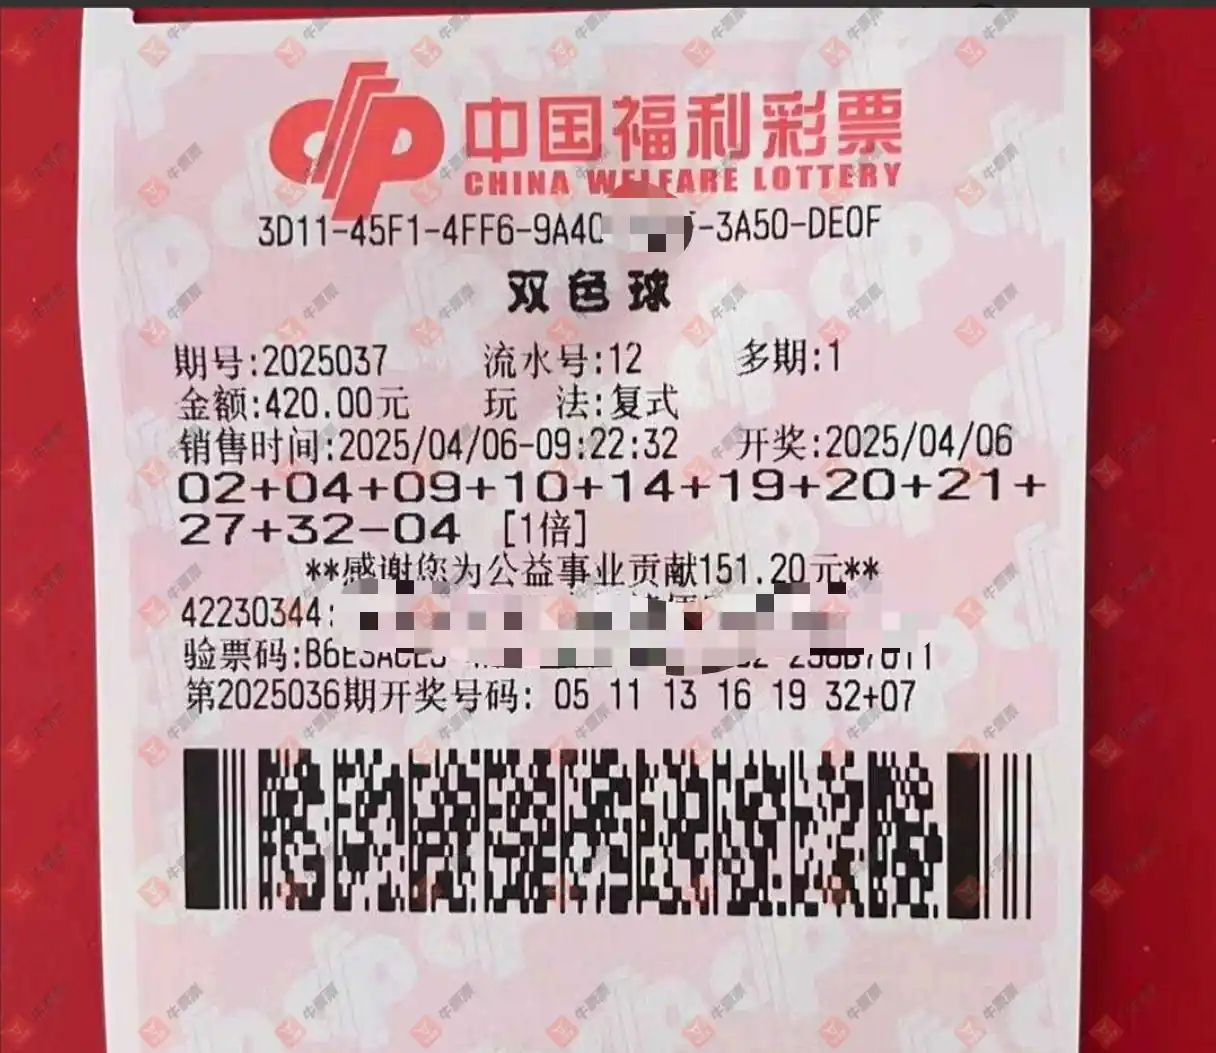 中国福利彩票
CHINA WELFARE LOTTERY
3D11-45F1-4FF6-9A40 -3A50-DE0F
双色球
期号:2025037 流水号:12 多期:1
金额:420.00元 玩 法:复式
销售时间:2025/04/06-09:22:32 开奖:2025/04/06
02+04+09+10+14+19+20+21+
27+32-04 [1倍]
**感谢您为公益事业贡献151.20元**
42230344:
验票码:
第2025036期开奖号码: 05 11 13 16 19 32+07
牛票票